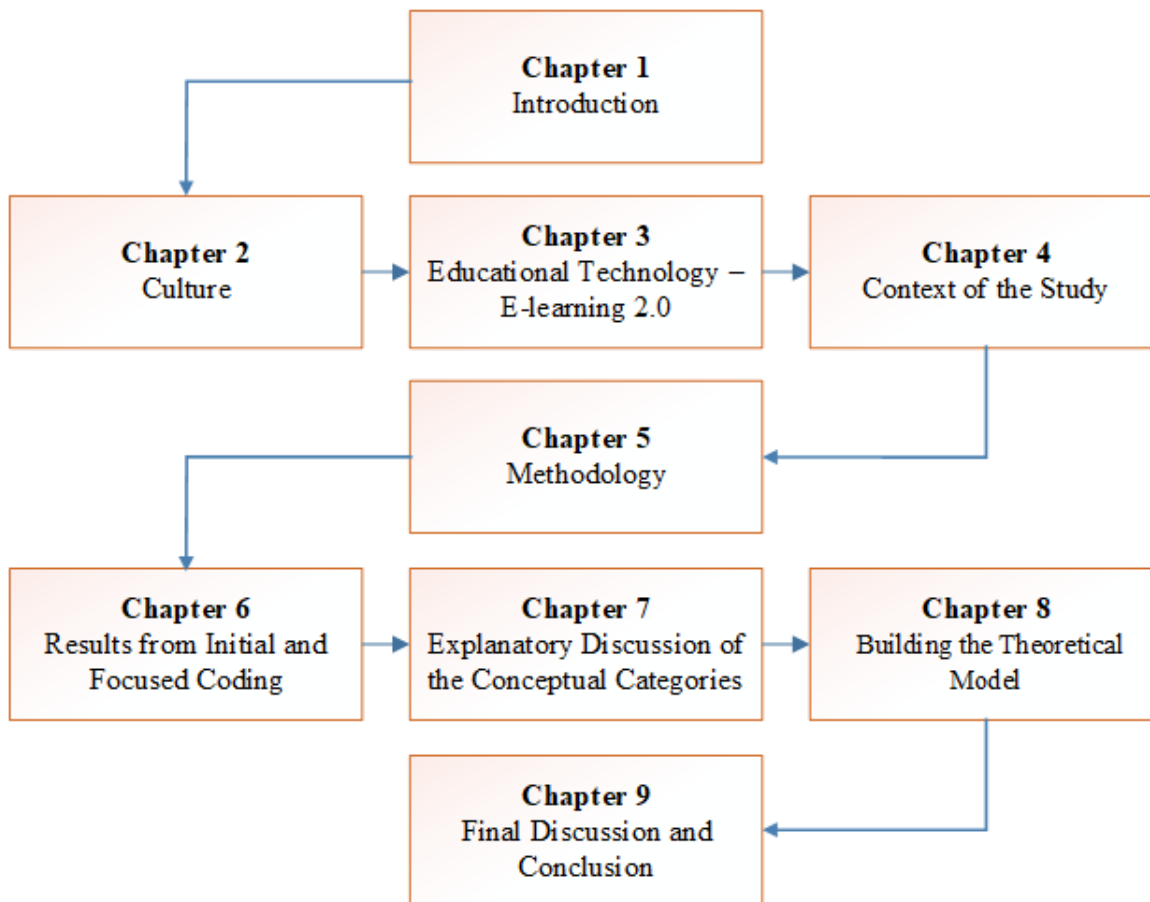 Chapter 1
Introduction
Chapter 2
Culture
Chapter 3
Educational Technology –
E-learning 2.0
Chapter 4
Context of the Study
Chapter 5
Methodology
Chapter 6
Results from Initial and
Focused Coding
Chapter 7
Explanatory Discussion of
the Conceptual Categories
Chapter 8
Building the Theoretical
Model
Chapter 9
Final Discussion and
Conclusion